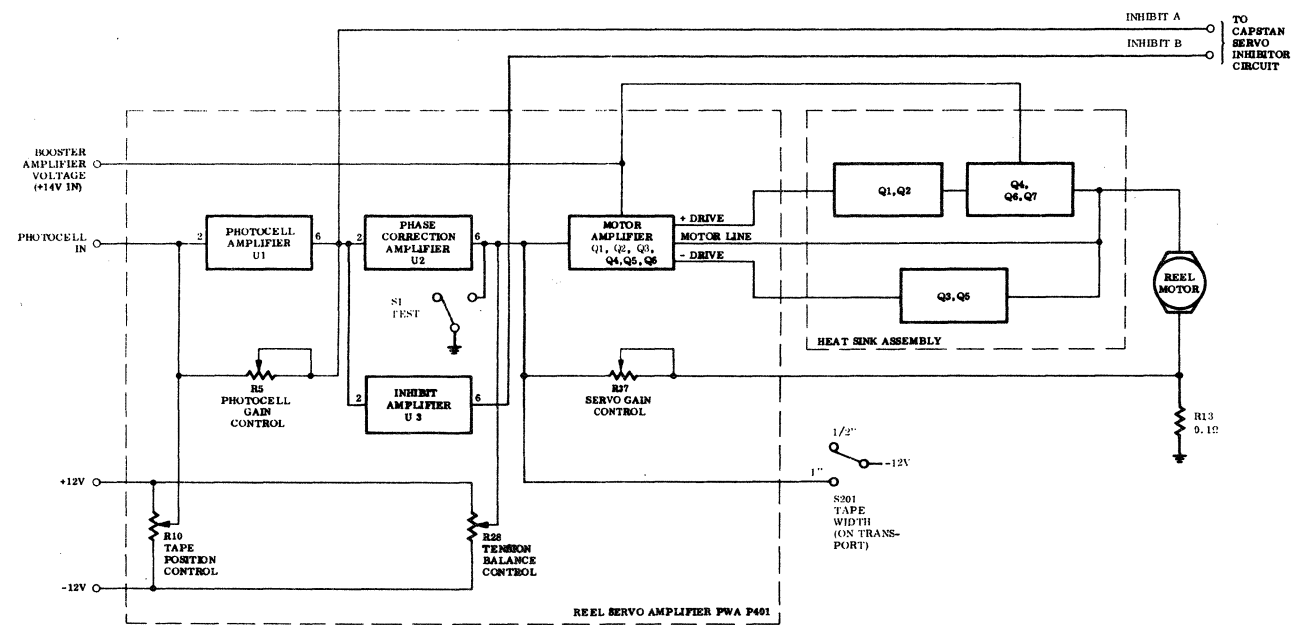 INHIBIT A
INHIBIT B
TO
CAPSTAN
SERVO
INHIBITOR
CIRCUIT
BOOSTER
AMPLIFIER
VOLTAGE
(+14V IN)
PHOTOCELL
IN
2
PHOTOCELL
AMPLIFIER
U1
6
2
PHASE
CORRECTION
AMPLIFIER
U2
6
MOTOR
AMPLIFIER
Q1, Q2, Q3,
Q4, Q5, Q6
+ DRIVE
MOTOR LINE
- DRIVE
Q1, Q2
Q4,
Q6, Q7
Q3, Q5
HEAT SINK ASSEMBLY
REEL
MOTOR
S1
TEST
R5
PHOTOCELL
GAIN
CONTROL
2
INHIBIT
AMPLIFIER
U 3
6
R37
SERVO GAIN
CONTROL
R13
0.1Ω
1/2"
-12V
1"
S201
TAPE
WIDTH
(ON TRANS-
PORT)
+12V
R10
TAPE
POSITION
CONTROL
R28
TENSION
BALANCE
CONTROL
-12V
REEL SERVO AMPLIFIER PWA P401